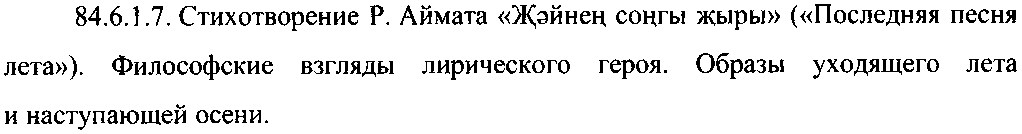 84.6.1.7. Стихотворение Р. Аймата «Җәйнең соңгы җыры» («Последняя песня
лета»). Философские взгляды лирического героя. Образы уходящего лета
и наступающей осени.